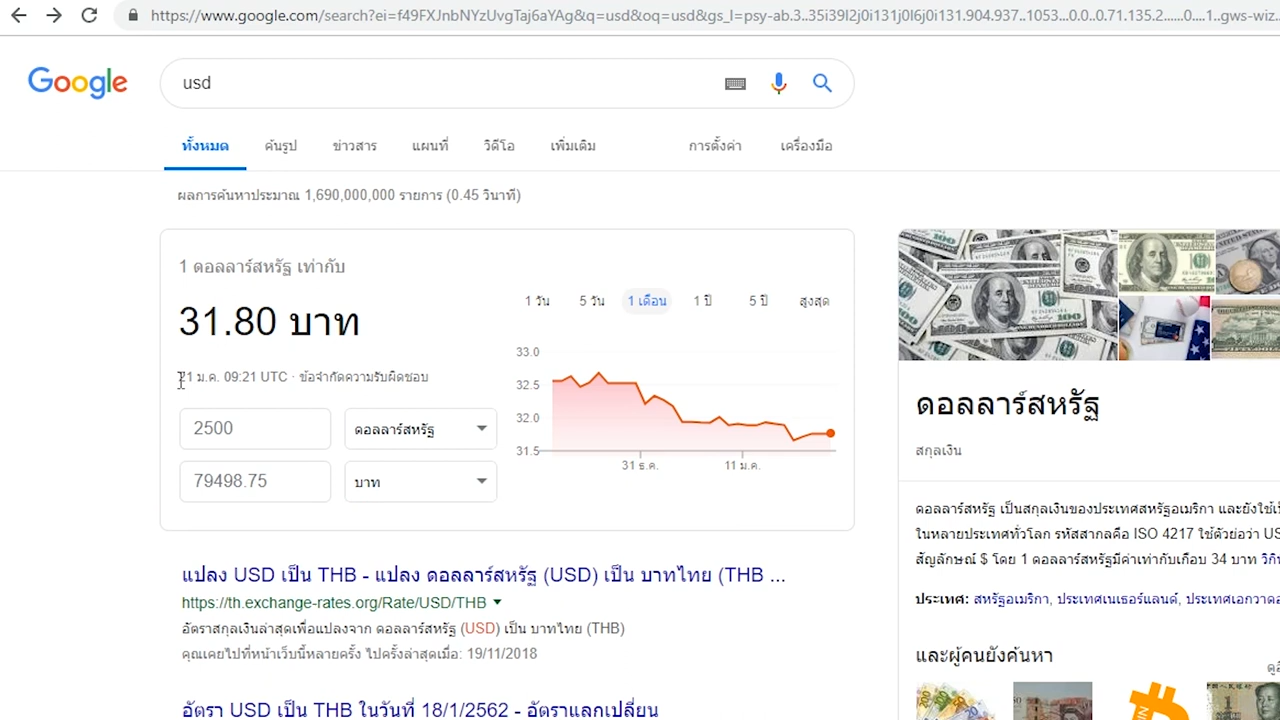 https://www.google.com/search?ei=f49FXJnbNYzUvgTaj6aYAg&q=usd&oq=usd&gs_l=psy-ab.3..35i39l2j0i131j0l6j0i131.904.937..1053...0.0..0.71.135.2......0....1..gws-wiz..
Google
usd
ทั้งหมด ค้นรูป ข่าวสาร แผนที่ วิดีโอ เพิ่มเติม การตั้งค่า เครื่องมือ
ผลการค้นหาประมาณ 1,690,000,000 รายการ (0.45 วินาที)
1 ดอลลาร์สหรัฐ เท่ากับ
31.80 บาท
21 ม.ค. 09:21 UTC · ข้อจำกัดความรับผิดชอบ
2500 ดอลลาร์สหรัฐ
79498.75 บาท
1 วัน 5 วัน 1 เดือน 1 ปี 5 ปี สูงสุด
33.0
32.5
32.0
31.5
31 ธ.ค. 11 ม.ค.
แปลง USD เป็น THB - แปลง ดอลลาร์สหรัฐ (USD) เป็น บาทไทย (THB ...
https://th.exchange-rates.org/Rate/USD/THB
อัตราสกุลเงินล่าสุดเพื่อแปลงจาก ดอลลาร์สหรัฐ (USD) เป็น บาทไทย (THB)
คุณเคยไปที่หน้าเว็บนี้หลายครั้ง ไปครั้งล่าสุดเมื่อ: 19/11/2018
อัตรา USD เป็น THB ในวันที่ 18/1/2562 - อัตราแลกเปลี่ยน
ดอลลาร์สหรัฐ
สกุลเงิน
ดอลลาร์สหรัฐ เป็นสกุลเงินของประเทศสหรัฐอเมริกา และยังใช้เป็
ในหลายประเทศทั่วโลก รหัสสากลคือ ISO 4217 ใช้ตัวย่อว่า US
สัญลักษณ์ $ โดย 1 ดอลลาร์สหรัฐมีค่าเท่ากับเกือบ 34 บาท วิกิ
ประเทศ: สหรัฐอเมริกา, ประเทศเนเธอร์แลนด์, ประเทศเอกวาดอ
และผู้คนยังค้นหา